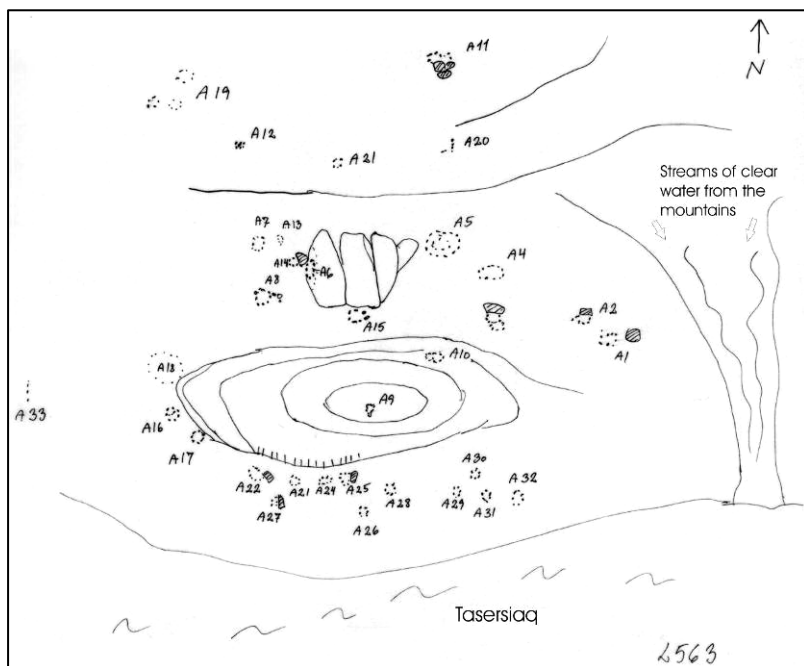 A11
N
A19
A12
A21
A20
Streams of clear
water from the
mountains
A7
A13
A5
A14
A6
A4
A8
A15
A2
A1
A10
A18
A9
A33
A16
A17
A22
A21
A24
A25
A30
A27
A28
A29
A31
A32
A26
Tasersiaq
L563